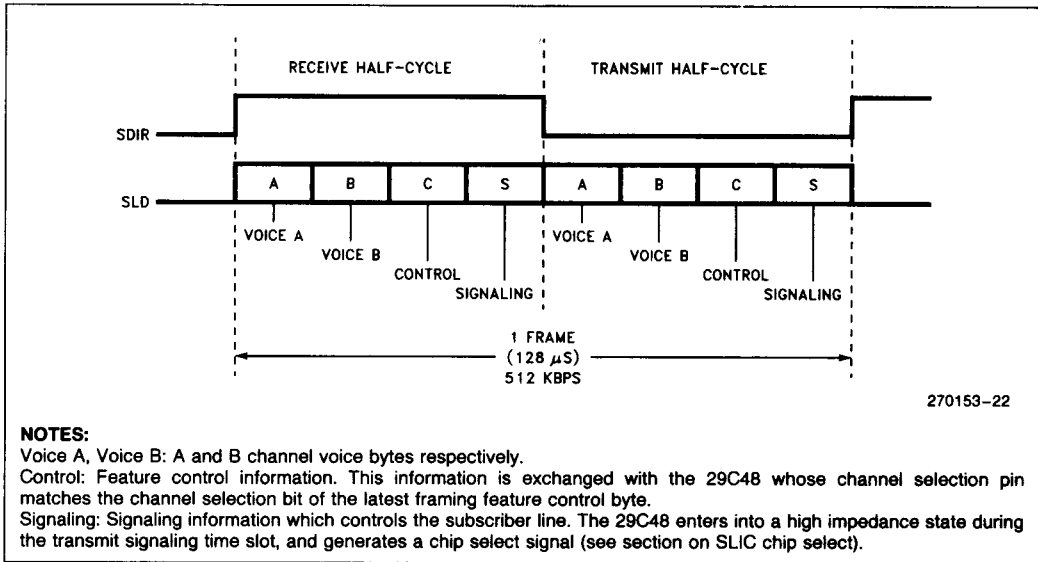 RECEIVE HALF-CYCLE TRANSMIT HALF-CYCLE
SDIR
SLD A B C S A B C S
VOICE A VOICE A
VOICE B VOICE B
CONTROL CONTROL
SIGNALING SIGNALING
1 FRAME
(128 μS)
512 KBPS
270153-22
NOTES:
Voice A, Voice B: A and B channel voice bytes respectively.
Control: Feature control information. This information is exchanged with the 29C48 whose channel selection pin
matches the channel selection bit of the latest framing feature control byte.
Signaling: Signaling information which controls the subscriber line. The 29C48 enters into a high impedance state during
the transmit signaling time slot, and generates a chip select signal (see section on SLIC chip select).